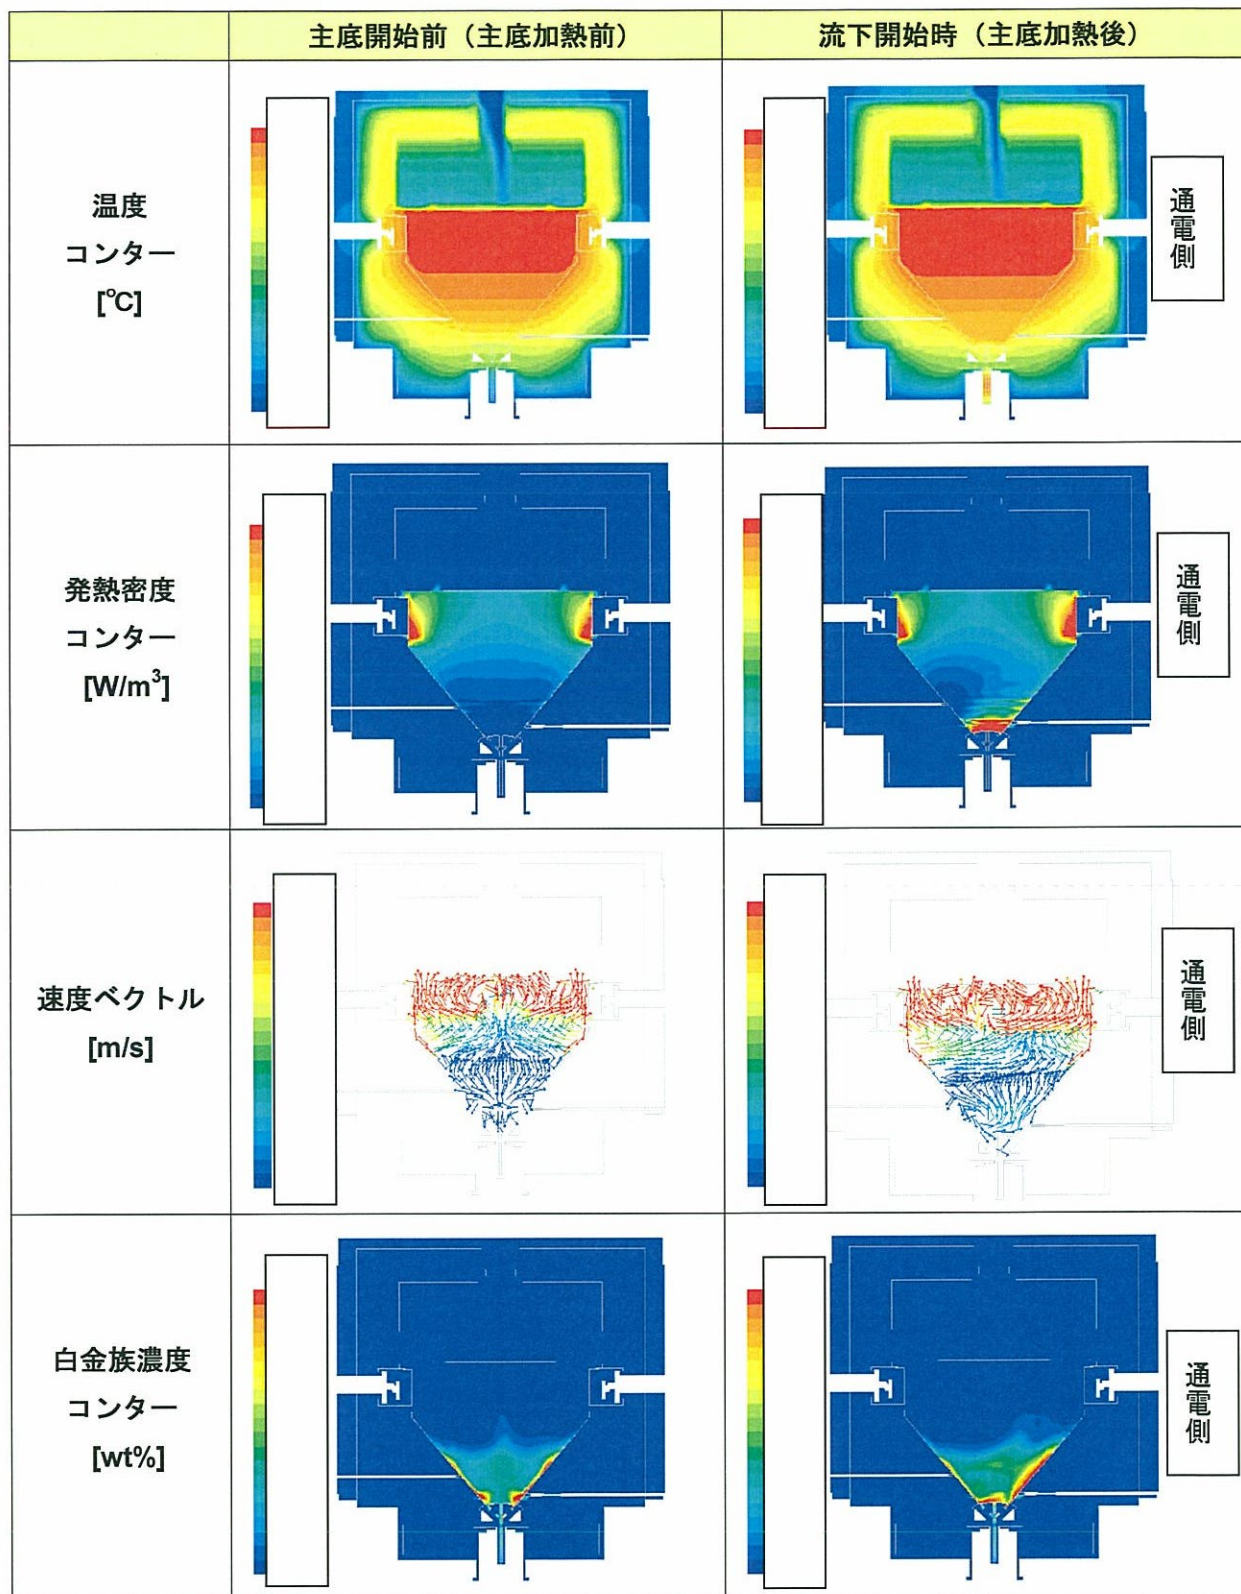 主底開始前（主底加熱前）
流下開始時（主底加熱後）
温度
コンター
[℃]
通電側
発熱密度
コンター
[W/m³]
通電側
速度ベクトル
[m/s]
通電側
白金族濃度
コンター
[wt%]
通電側